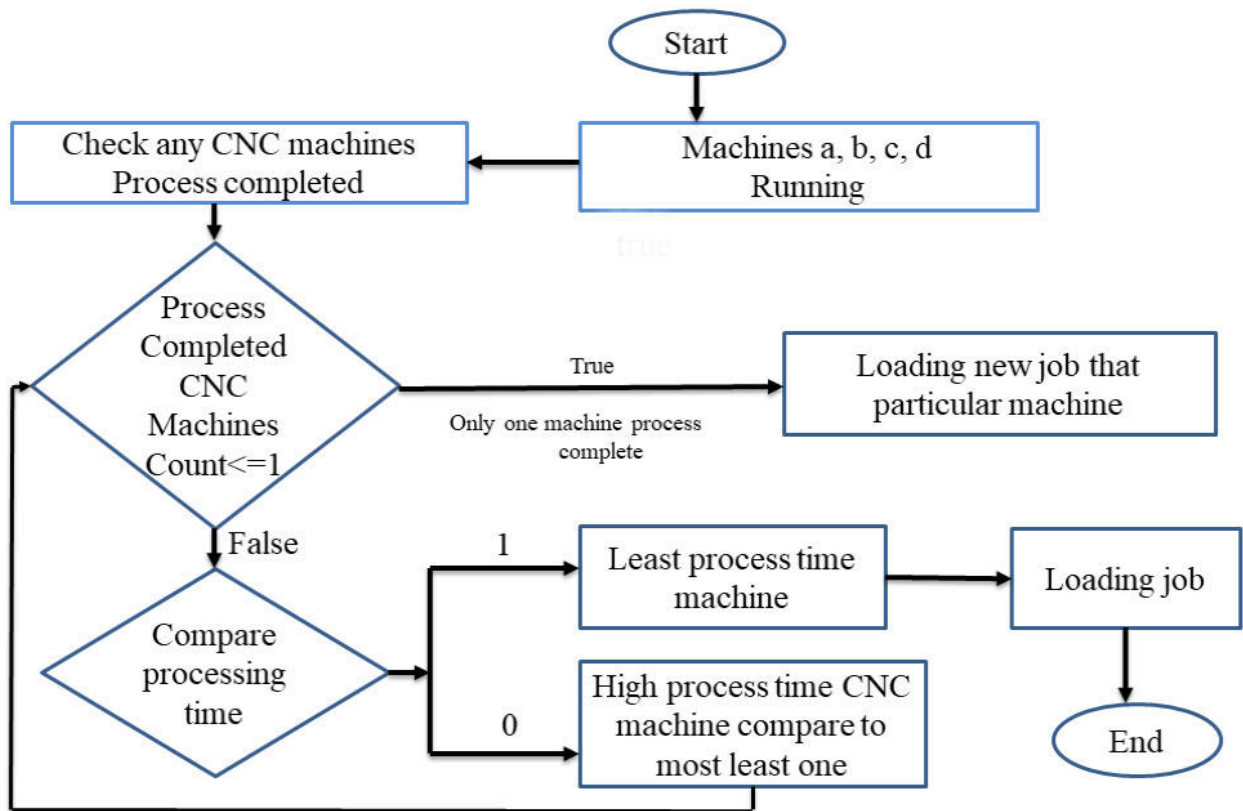 Start
Machines a, b, c, d
Running
Check any CNC machines
Process completed
true
Process
Completed
CNC
Machines
Count<=1
True
Only one machine process
complete
Loading new job that
particular machine
False
Compare
processing
time
1
Least process time
machine
Loading job
0
High process time CNC
machine compare to
most least one
End